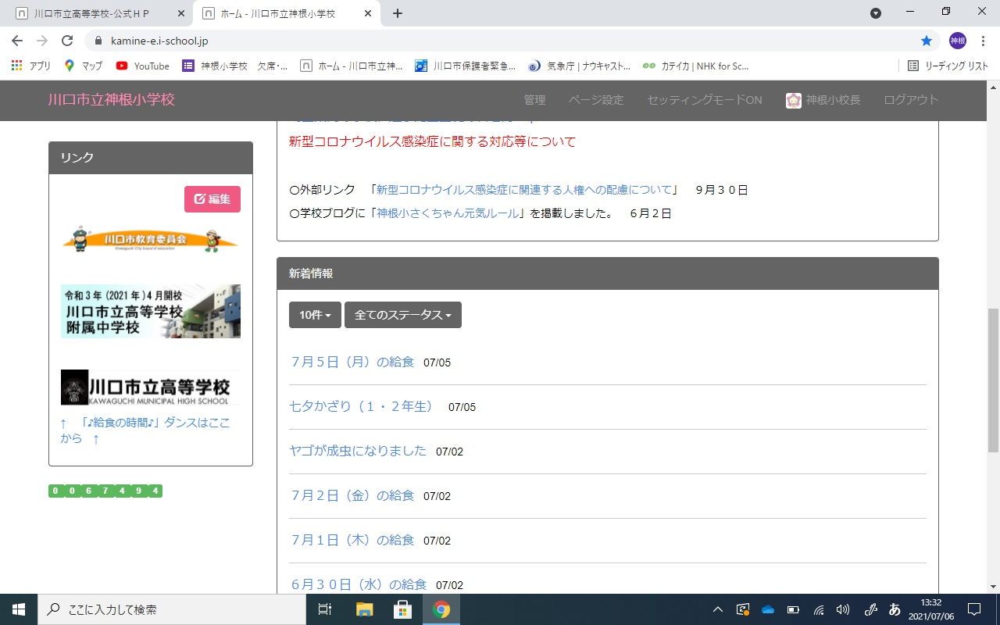 川口市立高等学校-公式ＨＰ
ホーム - 川口市立神根小学校
kamine-e.i-school.jp
神根
アプリ
マップ
YouTube
神根小学校　欠席・...
ホーム - 川口市立神...
川口市保護者緊急...
気象庁 | ナウキャスト...
カテイカ | NHK for Sc...
リーディング リスト
川口市立神根小学校
管理
ページ設定
セッティングモードON
神根小校長
ログアウト
リンク
編集
川口市教育委員会
Kawaguchi City board of education
令和３年(2021年)４月開校
川口市立高等学校
附属中学校
川口市立高等学校
KAWAGUCHI MUNICIPAL HIGH SCHOOL
↑　「♪給食の時間♪」ダンスはここ
から　↑
0067494
新型コロナウイルス感染症に関する対応等について
〇外部リンク　「新型コロナウイルス感染症に関連する人権への配慮について」　９月３０日
〇学校ブログに「神根小さくちゃん元気ルール」を掲載しました。　６月２日
新着情報
10件
全てのステータス
７月５日（月）の給食 07/05
七夕かざり（１・２年生） 07/05
ヤゴが成虫になりました 07/02
７月２日（金）の給食 07/02
７月１日（木）の給食 07/02
６月３０日（水）の給食 07/02
ここに入力して検索
あ
13:32
2021/07/06